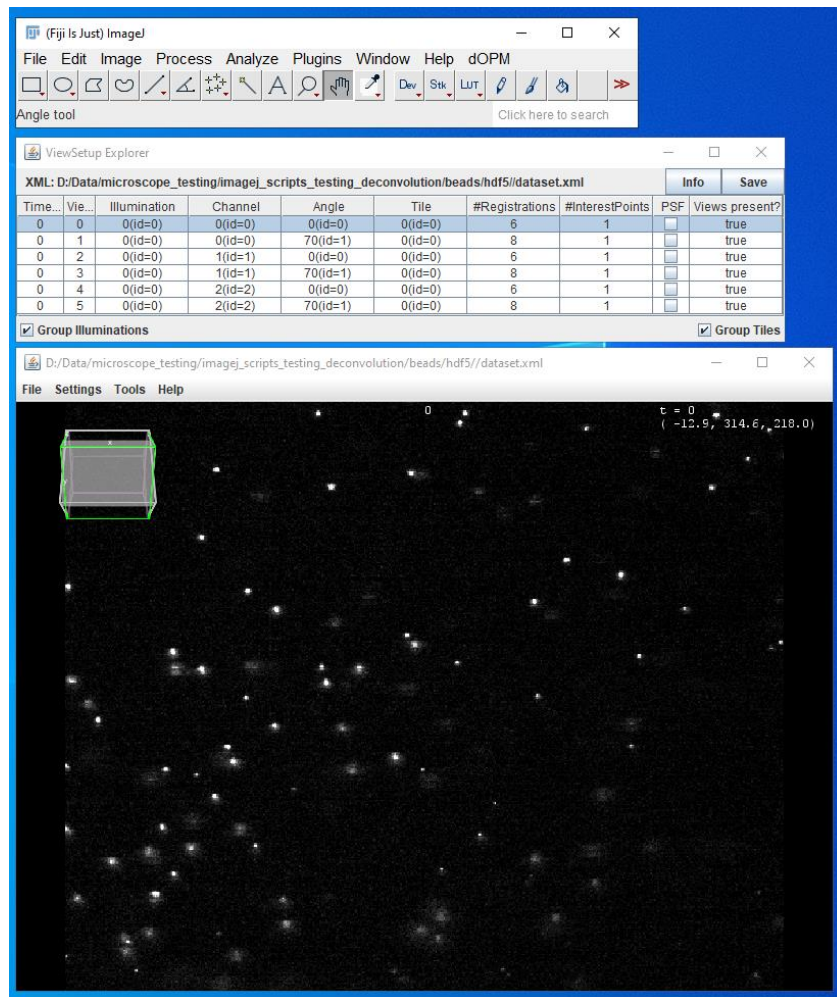 (Fiji Is Just) ImageJ
File Edit Image Process Analyze Plugins Window Help dOPM
A Dev Stk LUT >>
Angle tool Click here to search
ViewSetup Explorer
XML: D:/Data/microscope_testing/imagej_scripts_testing_deconvolution/beads/hdf5//dataset.xml Info Save
Time... Vie... Illumination Channel Angle Tile #Registrations #InterestPoints PSF Views present?
0 0 0(id=0) 0(id=0) 0(id=0) 0(id=0) 6 1 true
0 1 0(id=0) 0(id=0) 70(id=1) 0(id=0) 8 1 true
0 2 0(id=0) 1(id=1) 0(id=0) 0(id=0) 6 1 true
0 3 0(id=0) 1(id=1) 70(id=1) 0(id=0) 8 1 true
0 4 0(id=0) 2(id=2) 0(id=0) 0(id=0) 6 1 true
0 5 0(id=0) 2(id=2) 70(id=1) 0(id=0) 8 1 true
Group Illuminations Group Tiles
D:/Data/microscope_testing/imagej_scripts_testing_deconvolution/beads/hdf5//dataset.xml
File Settings Tools Help
0 t = 0
( -12.9, 314.6, 218.0)
x